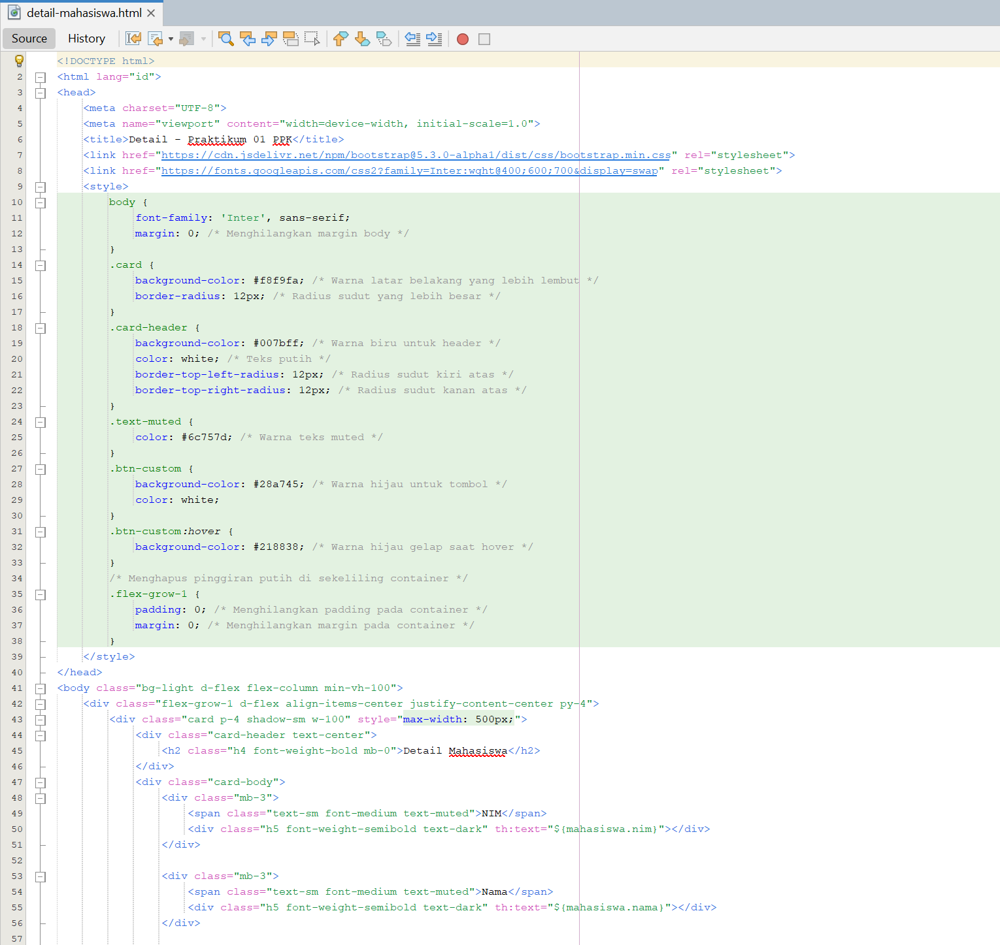 detail-mahasiswa.html
Source History
<!DOCTYPE html>
2 <html lang="id">
3 <head>
4 <meta charset="UTF-8">
5 <meta name="viewport" content="width=device-width, initial-scale=1.0">
6 <title>Detail - Praktikum 01 PPK</title>
7 <link href="https://cdn.jsdelivr.net/npm/bootstrap@5.3.0-alpha1/dist/css/bootstrap.min.css" rel="stylesheet">
8 <link href="https://fonts.googleapis.com/css2?family=Inter:wght@400;600;700&display=swap" rel="stylesheet">
9 <style>
10 body {
11 font-family: 'Inter', sans-serif;
12 margin: 0; /* Menghilangkan margin body */
13 }
14 .card {
15 background-color: #f8f9fa; /* Warna latar belakang yang lebih lembut */
16 border-radius: 12px; /* Radius sudut yang lebih besar */
17 }
18 .card-header {
19 background-color: #007bff; /* Warna biru untuk header */
20 color: white; /* Teks putih */
21 border-top-left-radius: 12px; /* Radius sudut kiri atas */
22 border-top-right-radius: 12px; /* Radius sudut kanan atas */
23 }
24 .text-muted {
25 color: #6c757d; /* Warna teks muted */
26 }
27 .btn-custom {
28 background-color: #28a745; /* Warna hijau untuk tombol */
29 color: white;
30 }
31 .btn-custom:hover {
32 background-color: #218838; /* Warna hijau gelap saat hover */
33 }
34 /* Menghapus pinggiran putih di sekeliling container */
35 .flex-grow-1 {
36 padding: 0; /* Menghilangkan padding pada container */
37 margin: 0; /* Menghilangkan margin pada container */
38 }
39 </style>
40 </head>
41 <body class="bg-light d-flex flex-column min-vh-100">
42 <div class="flex-grow-1 d-flex align-items-center justify-content-center py-4">
43 <div class="card p-4 shadow-sm w-100" style="max-width: 500px;">
44 <div class="card-header text-center">
45 <h2 class="h4 font-weight-bold mb-0">Detail Mahasiswa</h2>
46 </div>
47 <div class="card-body">
48 <div class="mb-3">
49 <span class="text-sm font-medium text-muted">NIM</span>
50 <div class="h5 font-weight-semibold text-dark" th:text="${mahasiswa.nim}"></div>
51 </div>
52
53 <div class="mb-3">
54 <span class="text-sm font-medium text-muted">Nama</span>
55 <div class="h5 font-weight-semibold text-dark" th:text="${mahasiswa.nama}"></div>
56 </div>
57